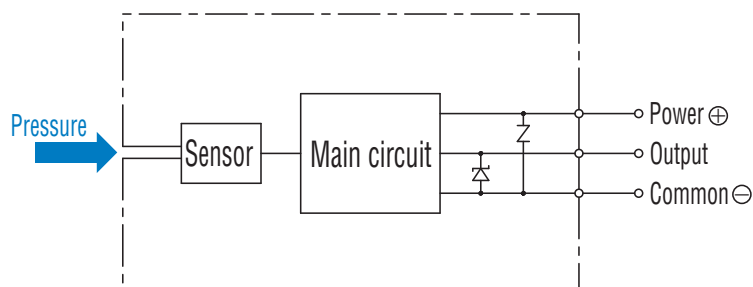 Pressure
Sensor
Main circuit
Power ⊕
Output
Common ⊖